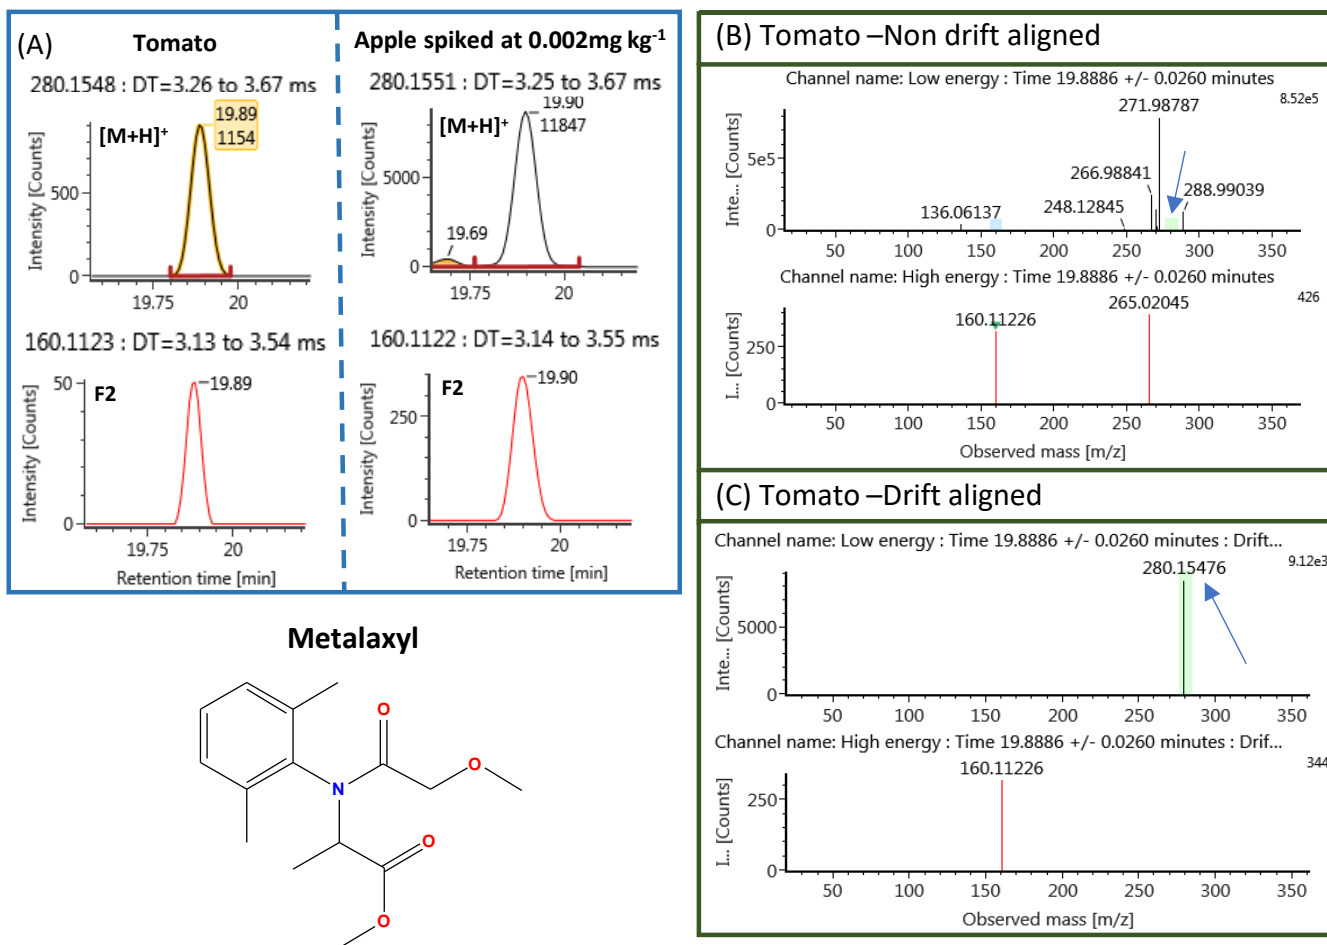 (A)
Tomato
280.1548 : DT=3.26 to 3.67 ms
Intensity [Counts]
500
0
[M+H]+
19.89
1154
19.75
20
160.1123 : DT=3.13 to 3.54 ms
Intensity [Counts]
50
0
F2
19.89
19.75
20
Retention time [min]
Apple spiked at 0.002mg kg-1
280.1551 : DT=3.25 to 3.67 ms
Intensity [Counts]
5000
0
[M+H]+
19.90
11847
19.69
19.75
20
160.1122 : DT=3.14 to 3.55 ms
Intensity [Counts]
250
0
F2
19.90
19.75
20
Retention time [min]
Metalaxyl
O
O
N
O
O
(B) Tomato –Non drift aligned
Channel name: Low energy : Time 19.8886 +/- 0.0260 minutes
8.52e5
Inte... [Counts]
5e5
0
271.98787
266.98841
288.99039
248.12845
136.06137
50 100 150 200 250 300 350
Channel name: High energy : Time 19.8886 +/- 0.0260 minutes
426
I... [Counts]
250
0
265.02045
160.11226
50 100 150 200 250 300 350
Observed mass [m/z]
(C) Tomato –Drift aligned
Channel name: Low energy : Time 19.8886 +/- 0.0260 minutes : Drift...
9.12e3
Inte... [Counts]
5000
0
280.15476
50 100 150 200 250 300 350
Channel name: High energy : Time 19.8886 +/- 0.0260 minutes : Drif...
344
I... [Counts]
250
0
160.11226
50 100 150 200 250 300 350
Observed mass [m/z]